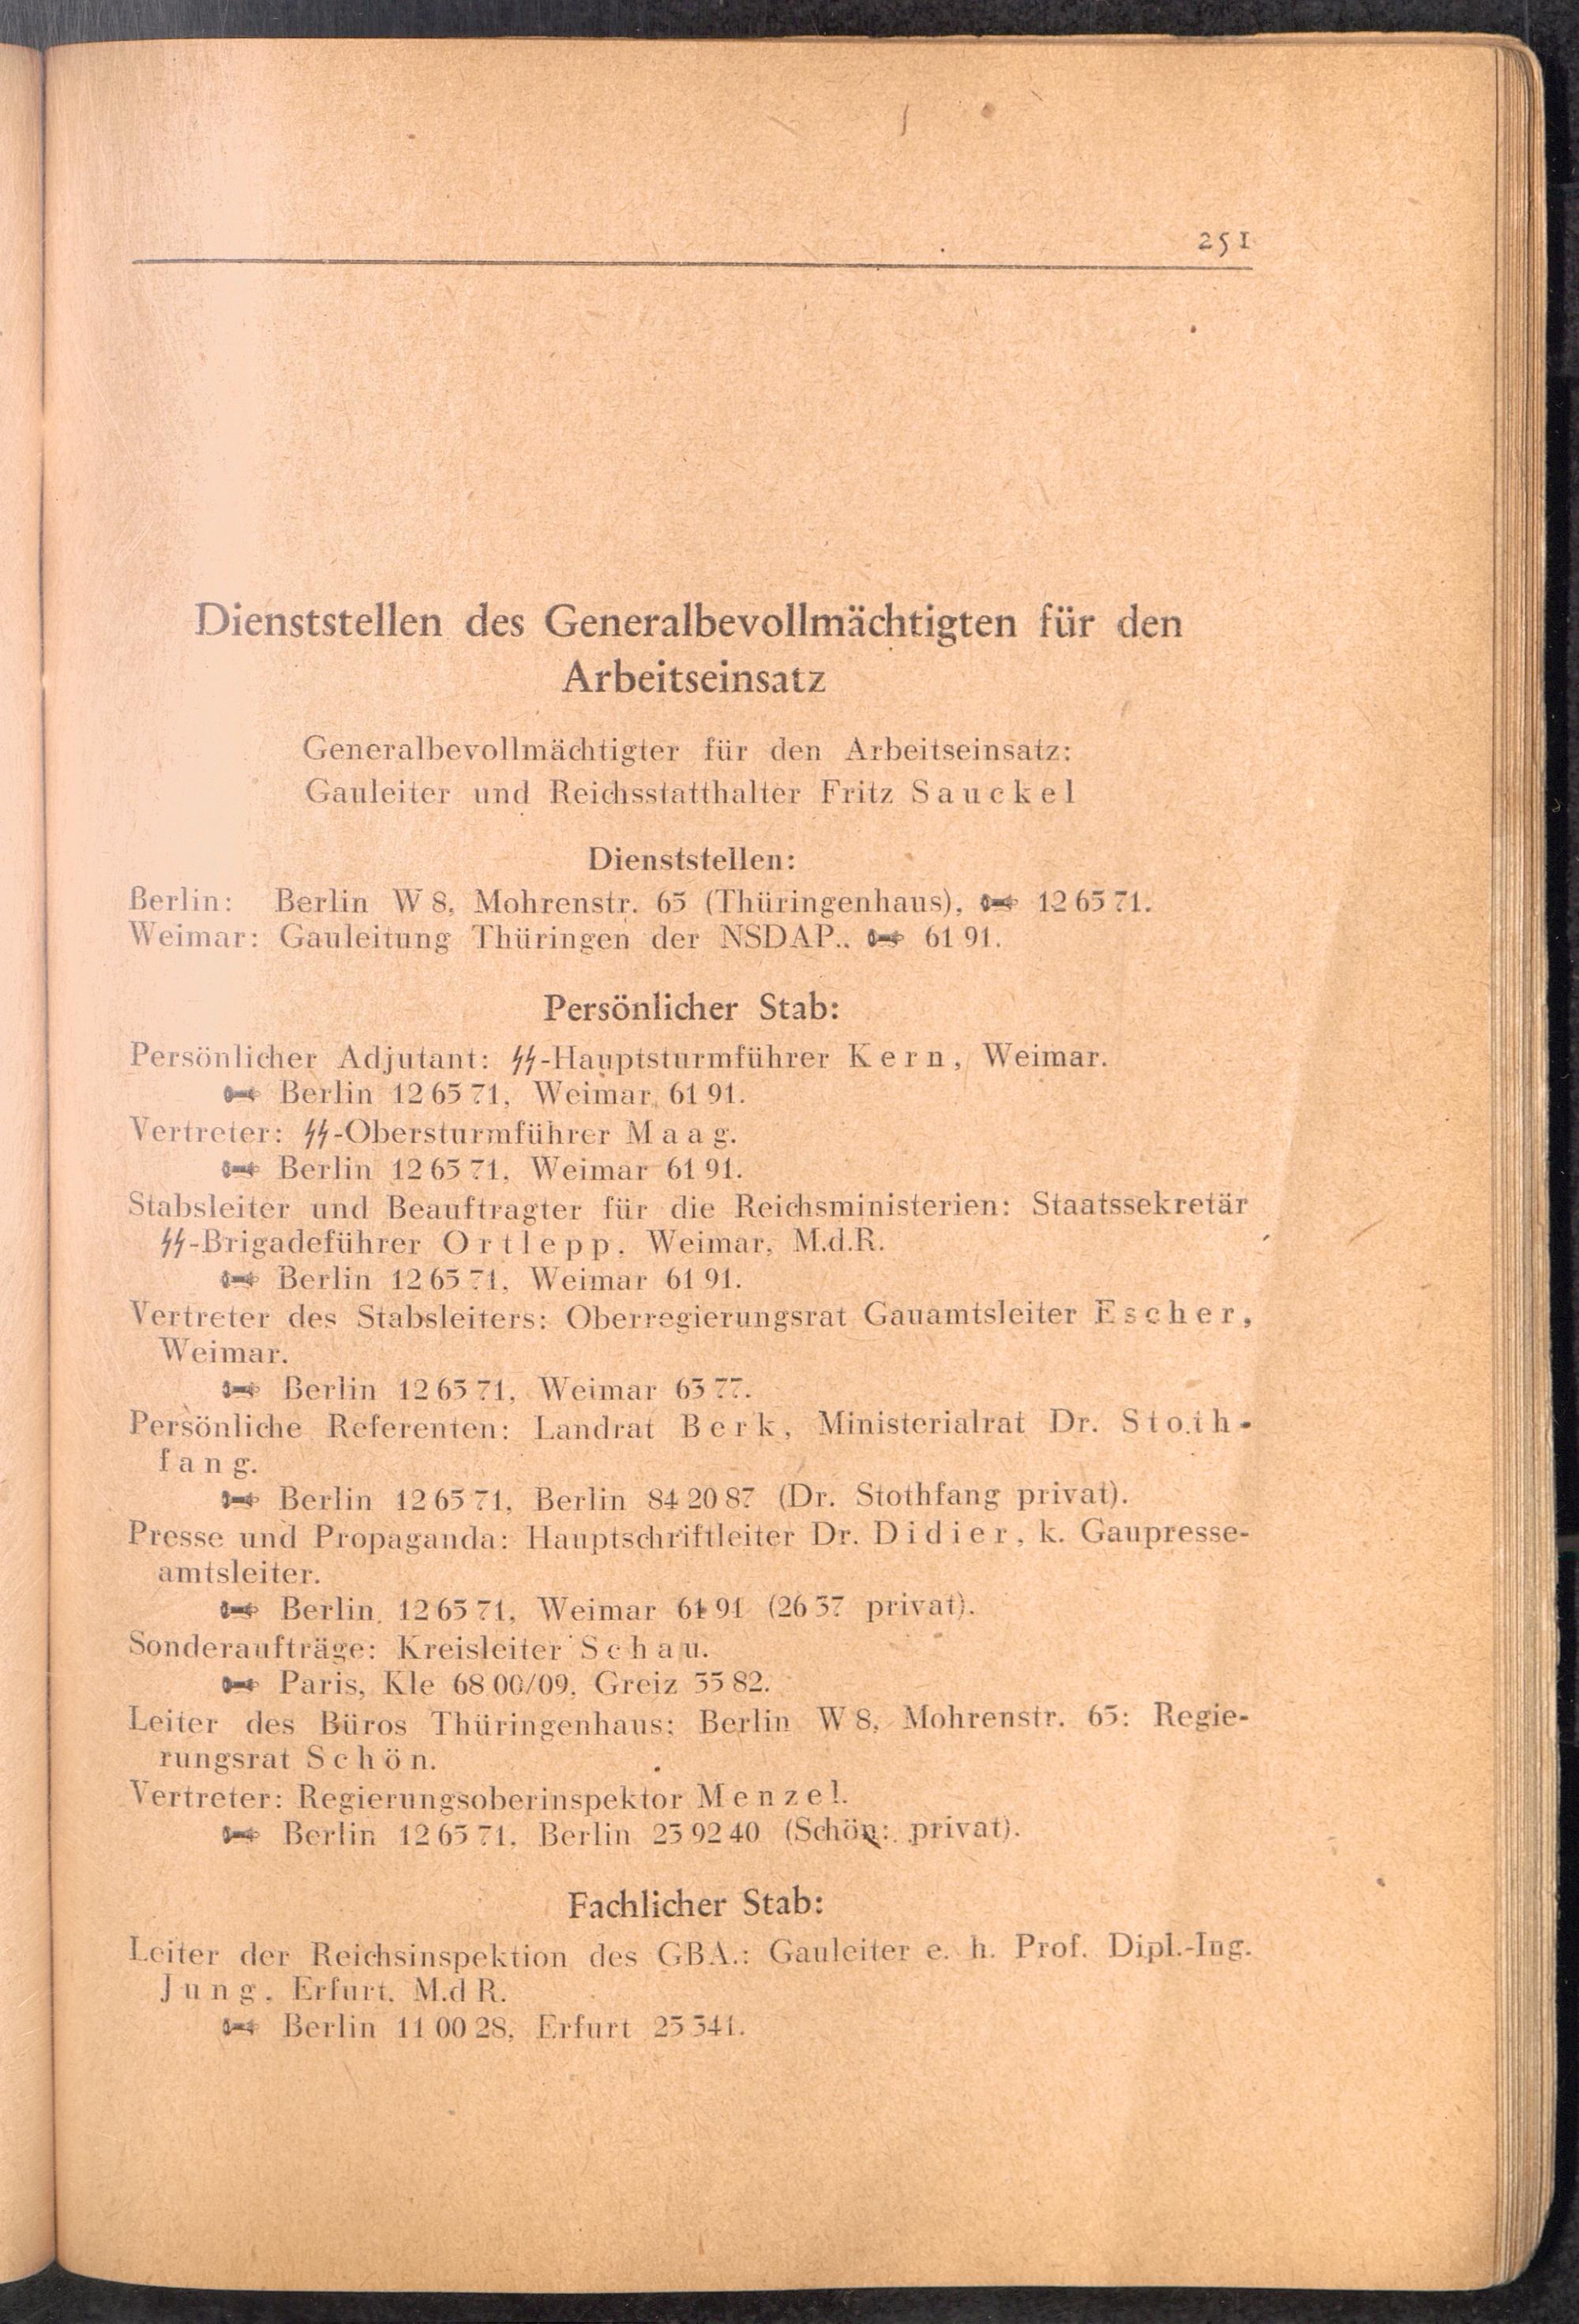 251
Dienststellen des Generalbevollmächtigten für den
Arbeitseinsatz
Generalbevollmächtigter für den Arbeitseinsatz:
Gauleiter und Reichsstatthalter Fritz Sauckel
Dienststellen:
Berlin: Berlin W 8, Mohrenstr. 65 (Thüringenhaus), 12 65 71.
Weimar: Gauleitung Thüringen der NSDAP., 61 91.
Persönlicher Stab:
Persönlicher Adjutant: SS-Hauptsturmführer Kern, Weimar.
Berlin 12 65 71, Weimar 61 91.
Vertreter: SS-Obersturmführer Maag.
Berlin 12 65 71, Weimar 61 91.
Stabsleiter und Beauftragter für die Reichsministerien: Staatssekretär
SS-Brigadeführer Ortlepp, Weimar, M.d.R.
Berlin 12 65 71, Weimar 61 91.
Vertreter des Stabsleiters: Oberregierungsrat Gauamtsleiter Escher,
Weimar.
Berlin 12 65 71, Weimar 65 77.
Persönliche Referenten: Landrat Berk, Ministerialrat Dr. Stoth-
fang.
Berlin 12 65 71, Berlin 84 20 87 (Dr. Stothfang privat).
Presse und Propaganda: Hauptschriftleiter Dr. Didier, k. Gaupresse-
amtsleiter.
Berlin 12 65 71, Weimar 61 91 (26 37 privat).
Sonderaufträge: Kreisleiter Schau.
Paris, Kle 68 00/09, Greiz 35 82.
Leiter des Büros Thüringenhaus: Berlin W 8, Mohrenstr. 65: Regie-
rungsrat Schön.
Vertreter: Regierungsoberinspektor Menzel.
Berlin 12 65 71, Berlin 25 92 40 (Schön: privat).
Fachlicher Stab:
Leiter der Reichsinspektion des GBA.: Gauleiter e. h. Prof. Dipl.-Ing.
Jung, Erfurt, M.d R.
Berlin 11 00 28, Erfurt 25 341.